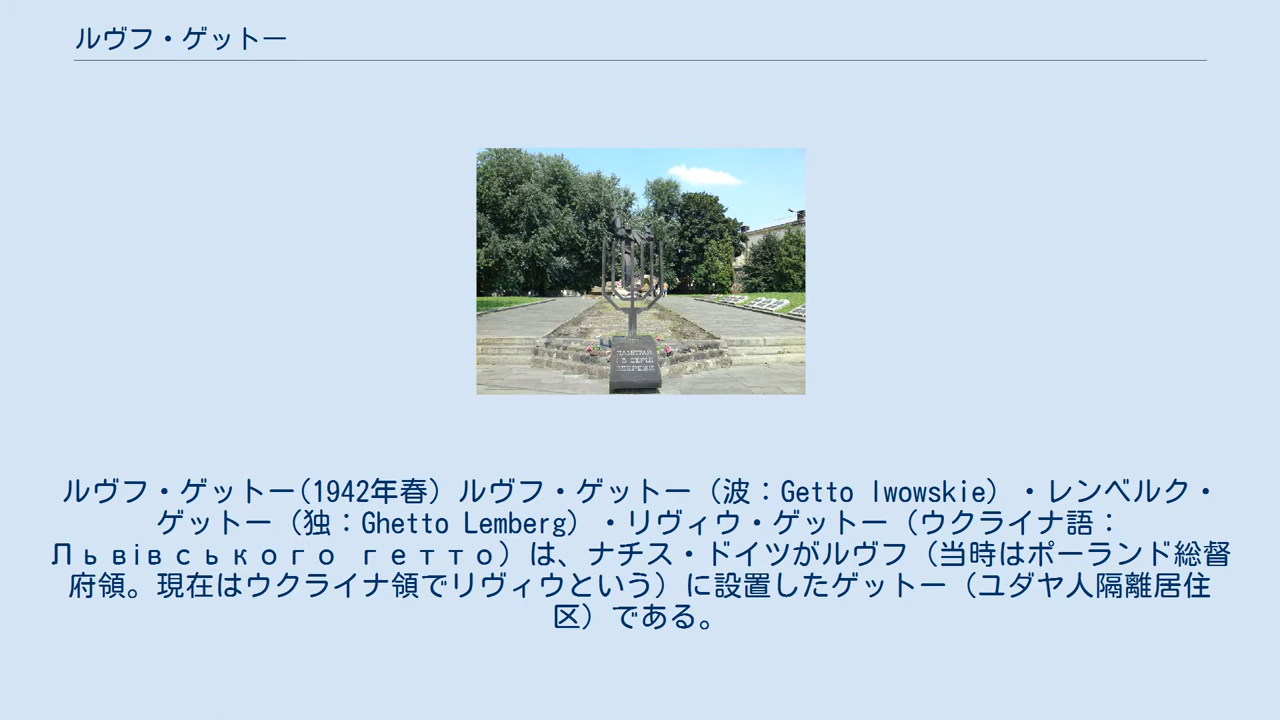 ルヴフ・ゲットー
ПАМ'ЯТАЙ
І В СЕРЦІ
ЗБЕРЕЖИ
ルヴフ・ゲットー(1942年春) ルヴフ・ゲットー（波：Getto lwowskie）・レンベルク・
ゲットー（独：Ghetto Lemberg）・リヴィウ・ゲットー（ウクライナ語：
Львівського гетто）は、ナチス・ドイツがルヴフ（当時はポーランド総督
府領。現在はウクライナ領でリヴィウという）に設置したゲットー（ユダヤ人隔離居住
区）である。